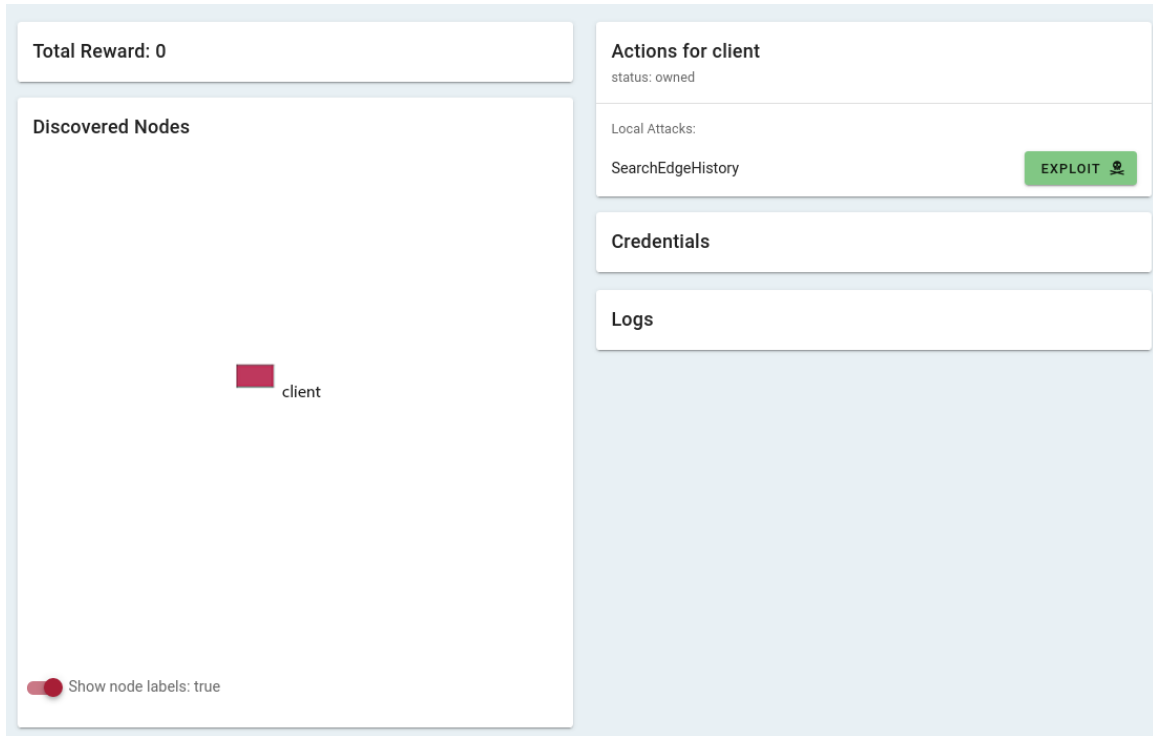 Total Reward: 0
Discovered Nodes
client
Show node labels: true
Actions for client
status: owned
Local Attacks:
SearchEdgeHistory
EXPLOIT
Credentials
Logs